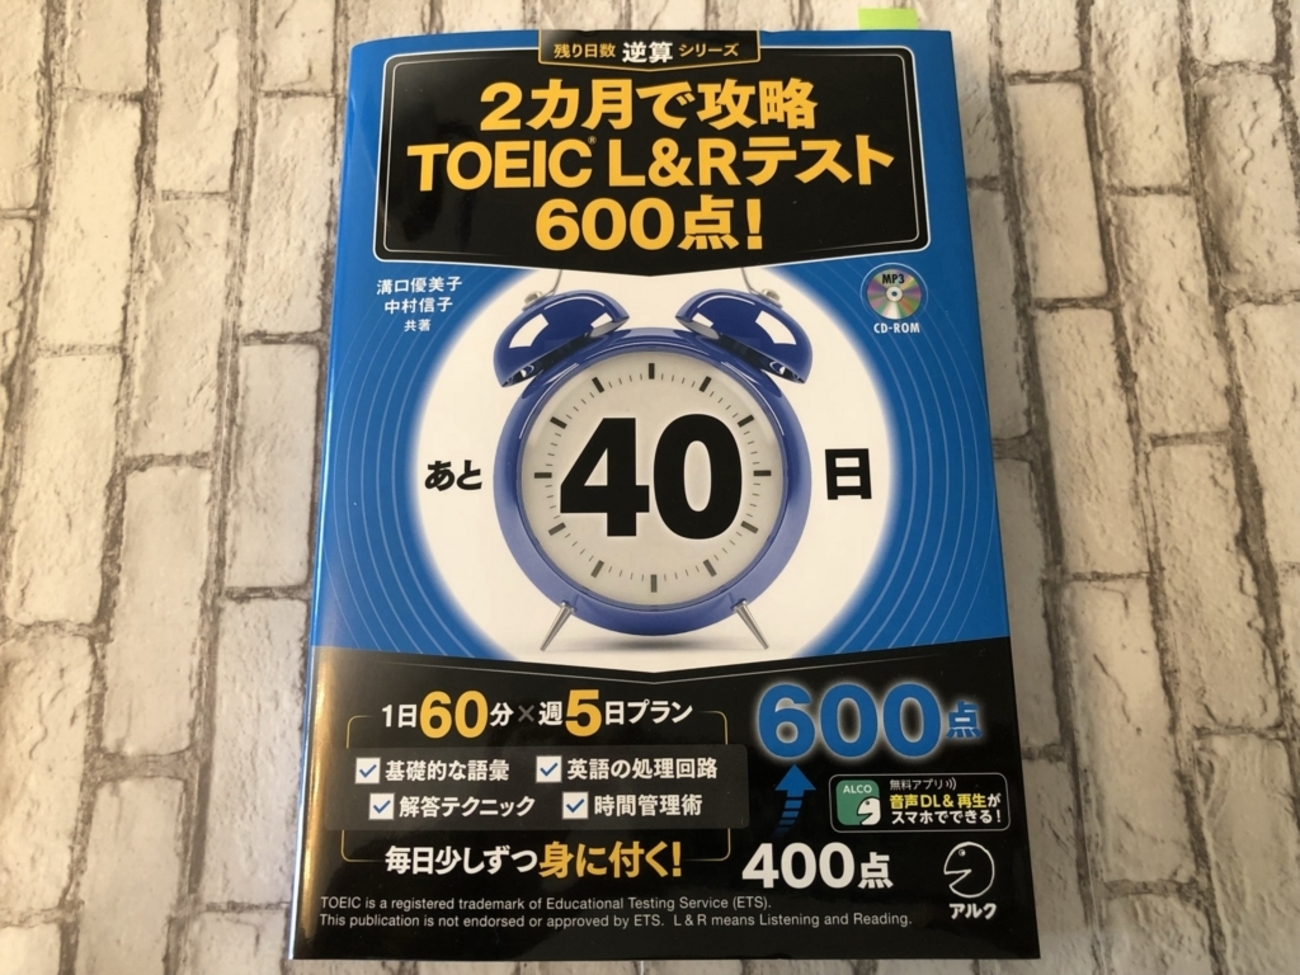 残り日数 逆算 シリーズ
2カ月で攻略
TOEIC® L&Rテスト
600点!
溝口優美子
中村信子
共著
MP3
CD-ROM
あと 40 日
1日60分×週5日プラン
基礎的な語彙 英語の処理回路
解答テクニック 時間管理術
毎日少しずつ身に付く!
600点
ALCO
無料アプリ
音声DL&再生が
スマホでできる!
400点
アルク
TOEIC is a registered trademark of Educational Testing Service (ETS).
This publication is not endorsed or approved by ETS. L & R means Listening and Reading.